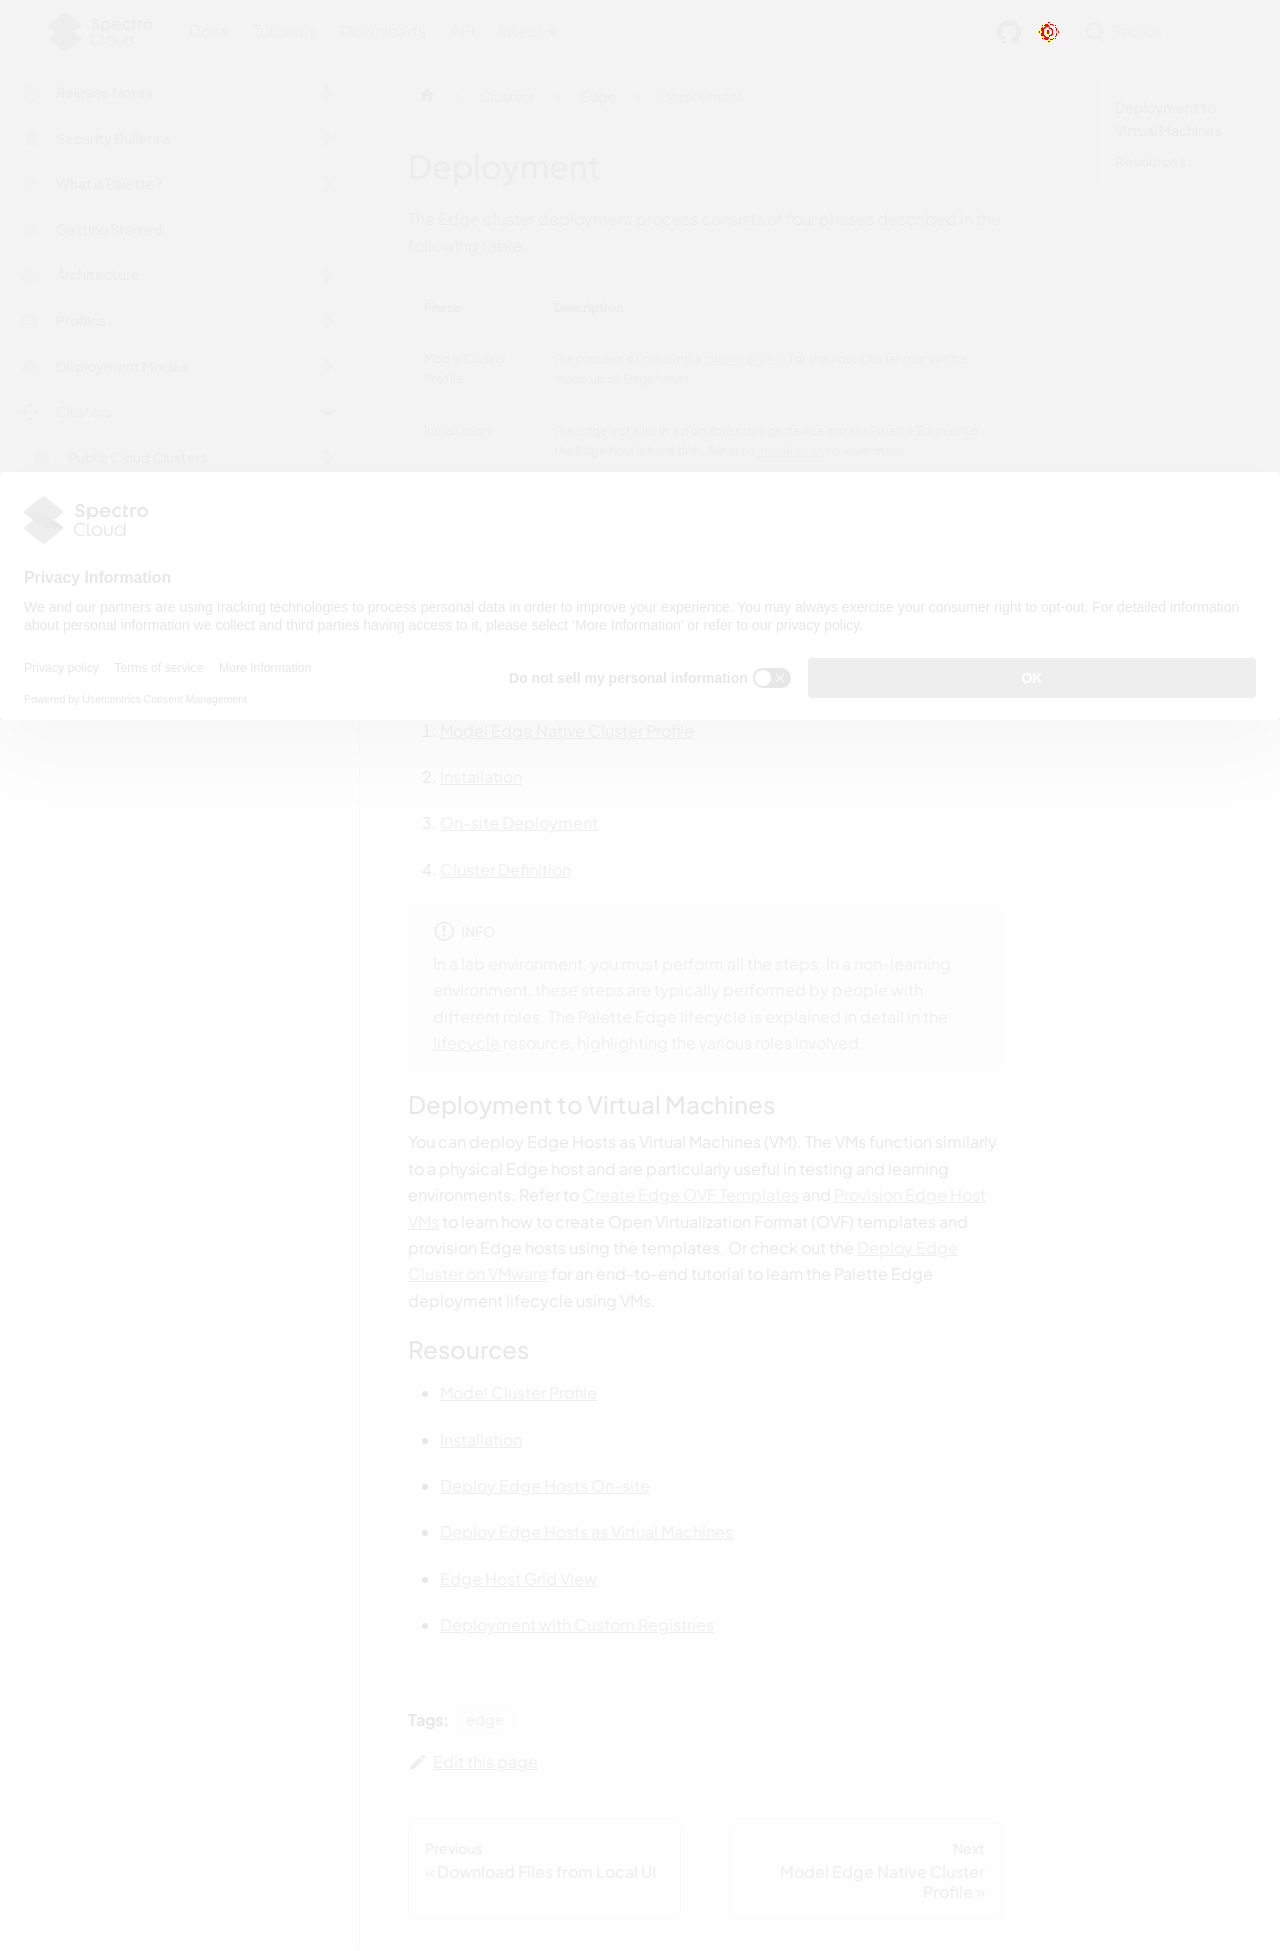 Spectro Cloud
Docs Tutorials Downloads API latest
Search
Release Notes
Security Bulletins
What is Palette?
Getting Started
Architecture
Profiles
Deployment Modes
Clusters
Public Cloud Clusters
Clusters Edge Deployment
Deployment to
Virtual Machines
Resources
Deployment
The Edge cluster deployment process consists of four phases described in the
following table.
Phase Description
Model Cluster
Profile
The process of creating a cluster profile for the host cluster that will be
made up of Edge hosts.
Installation
The Edge Installer in a portable storage device installs Palette Edge onto
the Edge host's hard disk. Refer to Installation to learn more.
Spectro
Cloud
Privacy Information
We and our partners are using tracking technologies to process personal data in order to improve your experience. You may always exercise your consumer right to opt-out. For detailed information
about personal information we collect and third parties having access to it, please select 'More Information' or refer to our privacy policy.
Privacy policy Terms of service More Information
Do not sell my personal information
OK
Powered by Usercentrics Consent Management
1. Model Edge Native Cluster Profile
2. Installation
3. On-site Deployment
4. Cluster Definition
INFO
In a lab environment, you must perform all the steps. In a non-learning
environment, these steps are typically performed by people with
different roles. The Palette Edge lifecycle is explained in detail in the
lifecycle resource, highlighting the various roles involved.
Deployment to Virtual Machines
You can deploy Edge Hosts as Virtual Machines (VM). The VMs function similarly
to a physical Edge host and are particularly useful in testing and learning
environments. Refer to Create Edge OVF Templates and Provision Edge Host
VMs to learn how to create Open Virtualization Format (OVF) templates and
provision Edge hosts using the templates. Or check out the Deploy Edge
Cluster on VMware for an end-to-end tutorial to learn the Palette Edge
deployment lifecycle using VMs.
Resources
Model Cluster Profile
Installation
Deploy Edge Hosts On-site
Deploy Edge Hosts as Virtual Machines
Edge Host Grid View
Deployment with Custom Registries
Tags: edge
Edit this page
Previous
« Download Files from Local UI
Next
Model Edge Native Cluster
Profile »